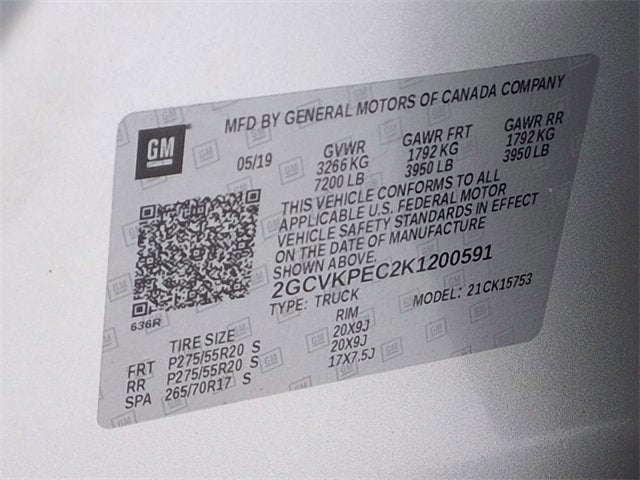 GM
MFD BY GENERAL MOTORS OF CANADA COMPANY
05/19 GVWR GAWR FRT GAWR RR
3266 KG 1792 KG 1792 KG
7200 LB 3950 LB 3950 LB
THIS VEHICLE CONFORMS TO ALL
APPLICABLE U.S. FEDERAL MOTOR
VEHICLE SAFETY STANDARDS IN EFFECT
ON THE DATE OF MANUFACTURE
SHOWN ABOVE.
2GCVKPEC2K1200591
636R
TYPE: TRUCK MODEL: 21CK15753
TIRE SIZE RIM
FRT P275/55R20 S 20X9J
RR P275/55R20 S 20X9J
SPA 265/70R17 S 17X7.5J